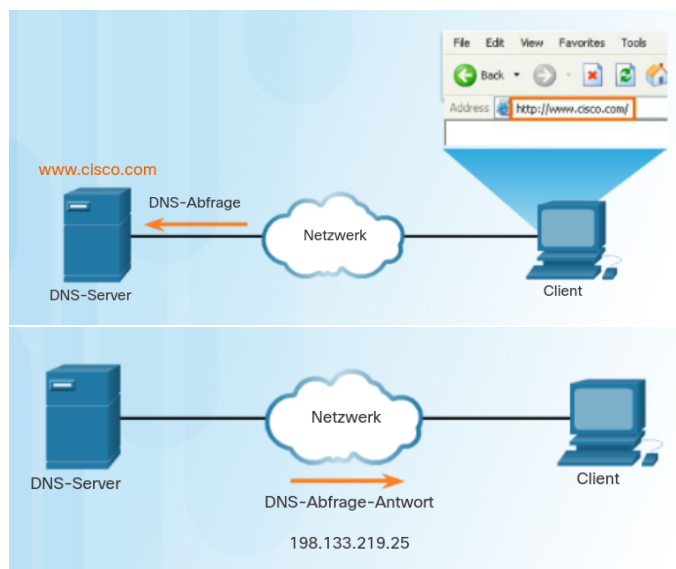 File Edit View Favorites Tools
Back
Address http://www.cisco.com/
www.cisco.com
DNS-Abfrage
Netzwerk
DNS-Server
Client
Netzwerk
DNS-Server
Client
DNS-Abfrage-Antwort
198.133.219.25